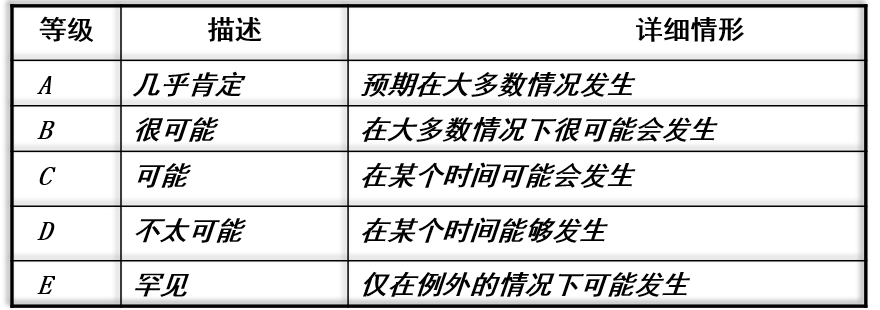 等级 描述 详细情形
A 几乎肯定 预期在大多数情况发生
B 很可能 在大多数情况下很可能会发生
C 可能 在某个时间可能会发生
D 不太可能 在某个时间能够发生
E 罕见 仅在例外的情况下可能发生